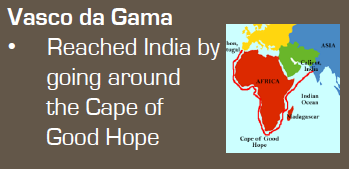 Vasco da Gama
• Reached India by
going around
the Cape of
Good Hope
ASIA
Calicut,
India
AFRICA
Indian
Ocean
Madagascar
Cape of Good
Hope